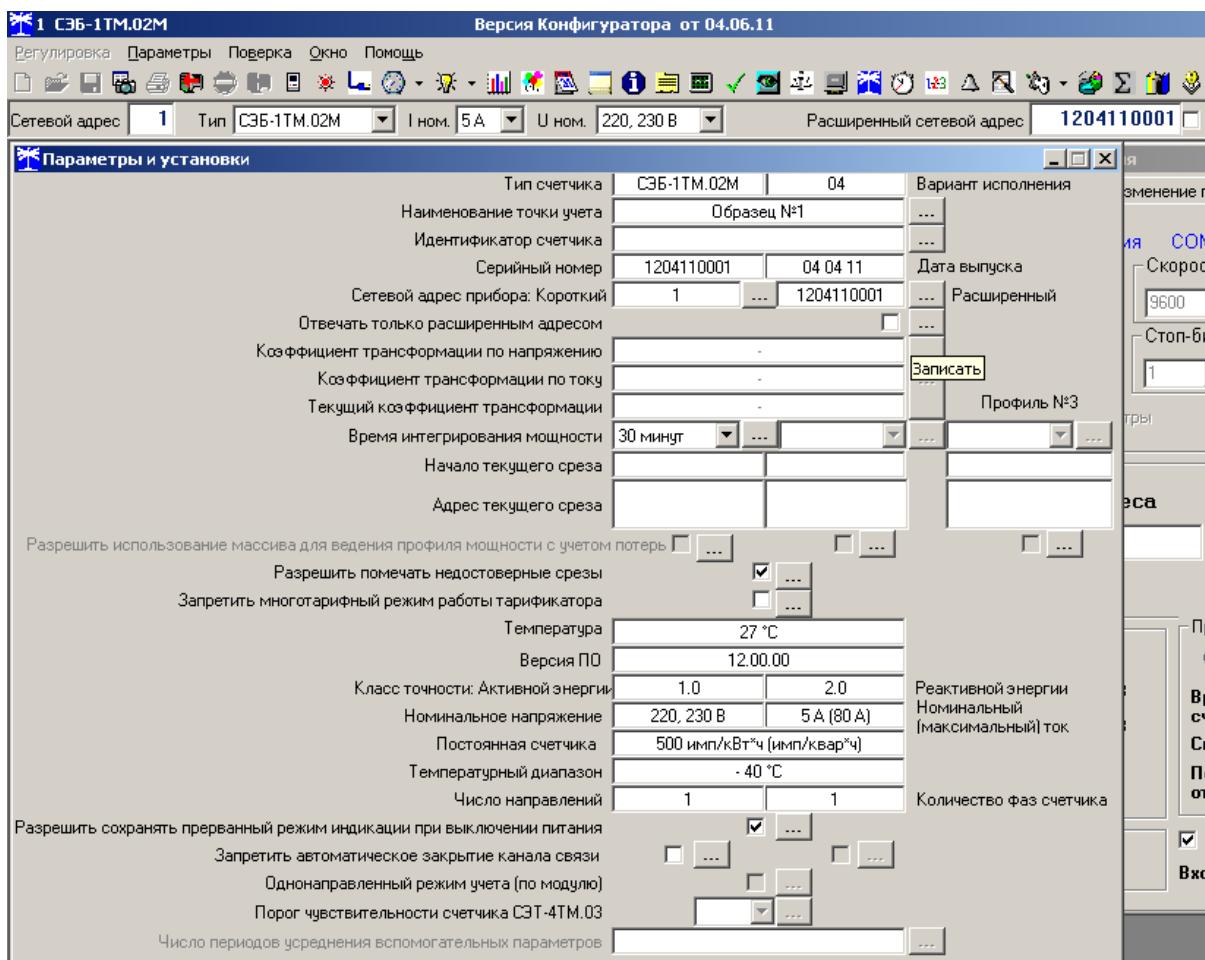 1 СЭБ-1ТМ.02М Версия Конфигуратора от 04.06.11
Регулировка Параметры Поверка Окно Помощь
Сетевой адрес 1 Тип СЭБ-1ТМ.02М I ном. 5 А U ном. 220, 230 В Расширенный сетевой адрес 1204110001
Параметры и установки
Тип счетчика СЭБ-1ТМ.02М 04 Вариант исполнения
Наименование точки учета Образец №1 ...
Идентификатор счетчика ...
Серийный номер 1204110001 04 04 11 Дата выпуска
Сетевой адрес прибора: Короткий 1 ... 1204110001 ... Расширенный
9600
Отвечать только расширенным адресом ...
Коэффициент трансформации по напряжению -
Записать
Коэффициент трансформации по току -
1
Текущий коэффициент трансформации - Профиль №3
Время интегрирования мощности 30 минут ... ... ...
Начало текущего среза
Адрес текущего среза
Разрешить использование массива для ведения профиля мощности с учетом потерь ... ... ...
Разрешить помечать недостоверные срезы ...
Запретить многотарифный режим работы тарификатора ...
Температура 27 °C
Версия ПО 12.00.00
Класс точности: Активной энергии 1.0 2.0 Реактивной энергии
Номинальное напряжение 220, 230 В 5 А (80 А) Номинальный (максимальный) ток
Постоянная счетчика 500 имп/кВт*ч (имп/квар*ч)
Температурный диапазон - 40 °C
Число направлений 1 1 Количество фаз счетчика
Разрешить сохранять прерванный режим индикации при выключении питания ...
Запретить автоматическое закрытие канала связи ... ...
Однонаправленный режим учета (по модулю) ...
Порог чувствительности счетчика СЭТ-4ТМ.03 ...
Число периодов усреднения вспомогательных параметров ...